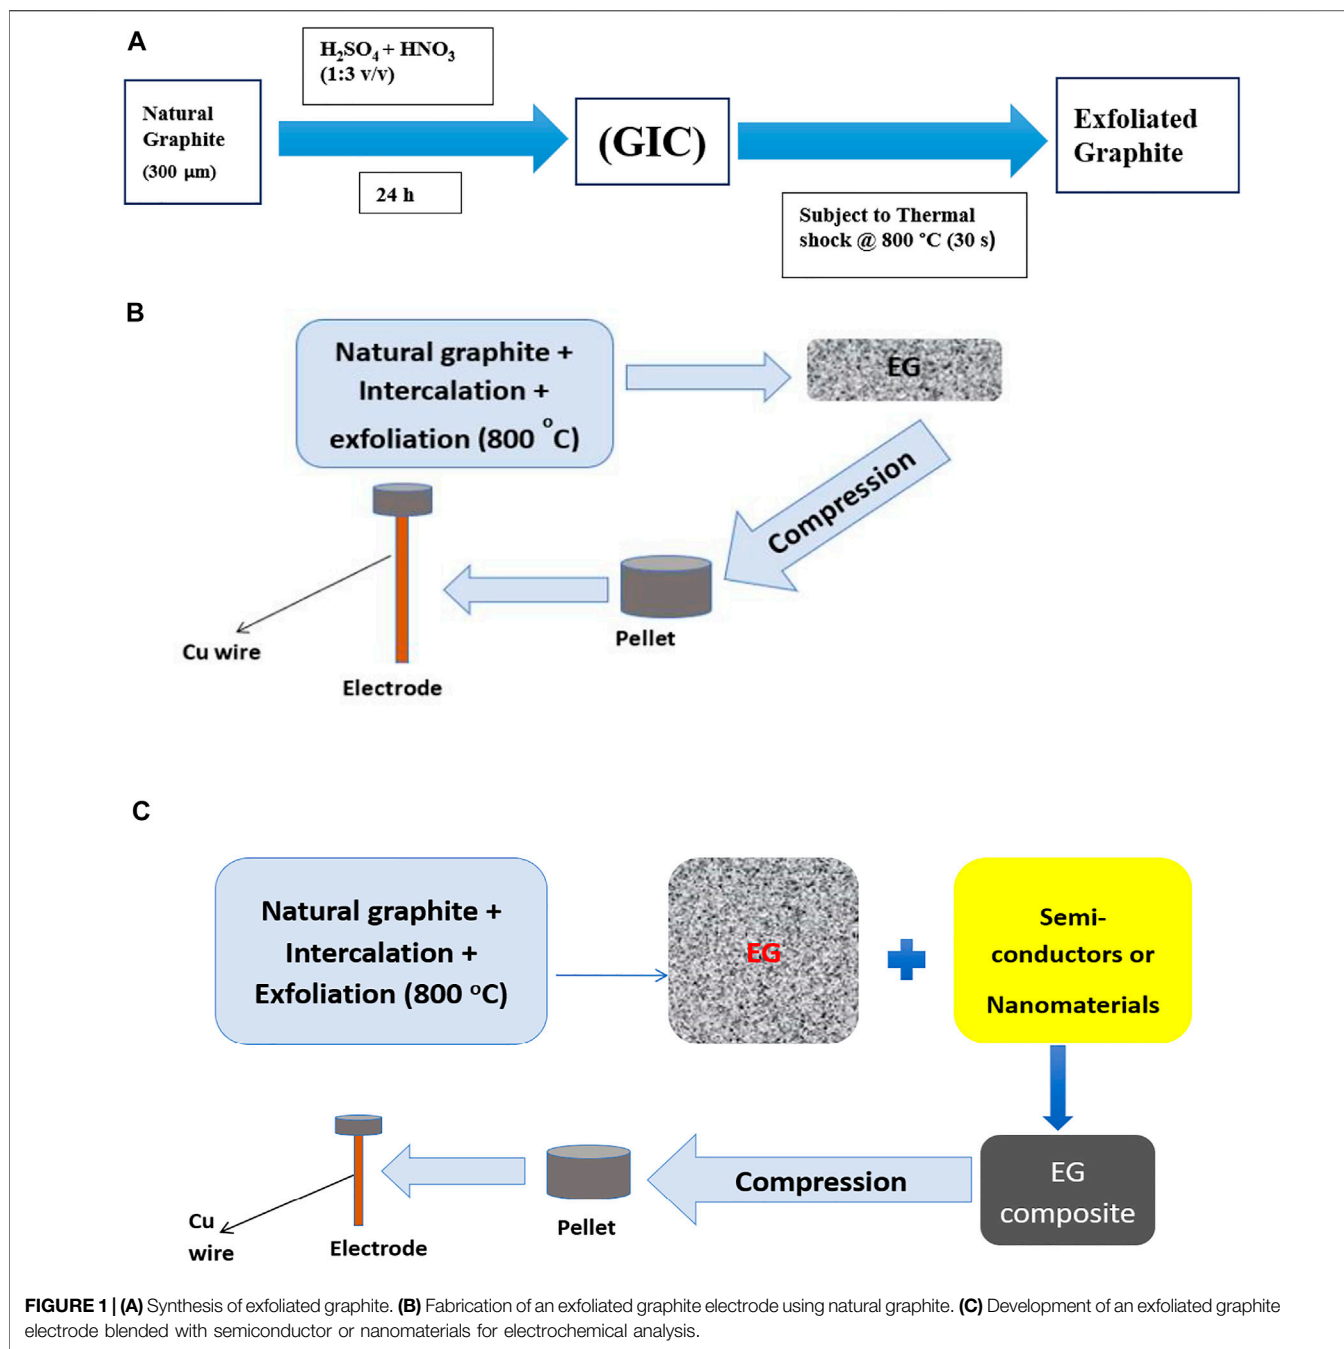 A
H₂SO₄ + HNO₃
(1:3 v/v)
Natural
Graphite
(300 μm)
24 h
(GIC)
Subject to Thermal
shock @ 800 °C (30 s)
Exfoliated
Graphite
B
Natural graphite +
Intercalation +
exfoliation (800 °C)
EG
Compression
Pellet
Cu wire
Electrode
C
Natural graphite +
Intercalation +
Exfoliation (800 °C)
EG
Semi-
conductors or
Nanomaterials
EG
composite
Compression
Pellet
Cu
wire
Electrode
FIGURE 1 | (A) Synthesis of exfoliated graphite. (B) Fabrication of an exfoliated graphite electrode using natural graphite. (C) Development of an exfoliated graphite
electrode blended with semiconductor or nanomaterials for electrochemical analysis.